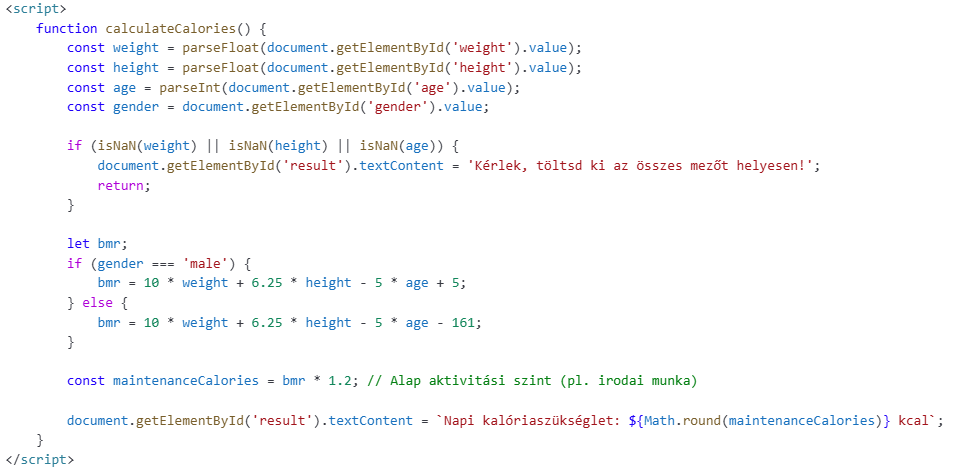 <script>
function calculateCalories() {
const weight = parseFloat(document.getElementById('weight').value);
const height = parseFloat(document.getElementById('height').value);
const age = parseInt(document.getElementById('age').value);
const gender = document.getElementById('gender').value;
if (isNaN(weight) || isNaN(height) || isNaN(age)) {
document.getElementById('result').textContent = 'Kérlek, töltsd ki az összes mezőt helyesen!';
return;
}
let bmr;
if (gender === 'male') {
bmr = 10 * weight + 6.25 * height - 5 * age + 5;
} else {
bmr = 10 * weight + 6.25 * height - 5 * age - 161;
}
const maintenanceCalories = bmr * 1.2; // Alap aktivitási szint (pl. irodai munka)
document.getElementById('result').textContent = `Napi kalóriaszükséglet: ${Math.round(maintenanceCalories)} kcal`;
}
</script>